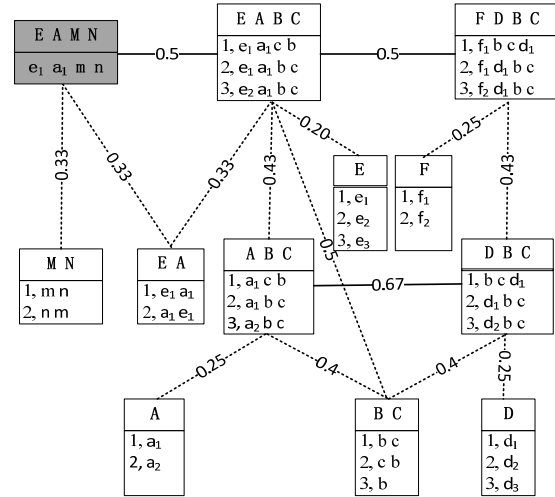 E A M N
e₁ a₁ m n
E A B C
1, e₁ a₁ c b
2, e₁ a₁ b c
3, e₂ a₁ b c
F D B C
1, f₁ b c d₁
2, f₁ d₁ b c
3, f₂ d₁ b c
0.5
0.5
0.33
0.33
0.33
0.43
0.20
0.5
0.25
0.43
E
1, e₁
2, e₂
3, e₃
F
1, f₁
2, f₂
M N
1, m n
2, n m
E A
1, e₁ a₁
2, a₁ e₁
A B C
1, a₁ c b
2, a₁ b c
3, a₂ b c
D B C
1, b c d₁
2, d₁ b c
3, d₂ b c
0.67
0.25
0.4
0.4
0.25
A
1, a₁
2, a₂
B C
1, b c
2, c b
3, b
D
1, d₁
2, d₂
3, d₃